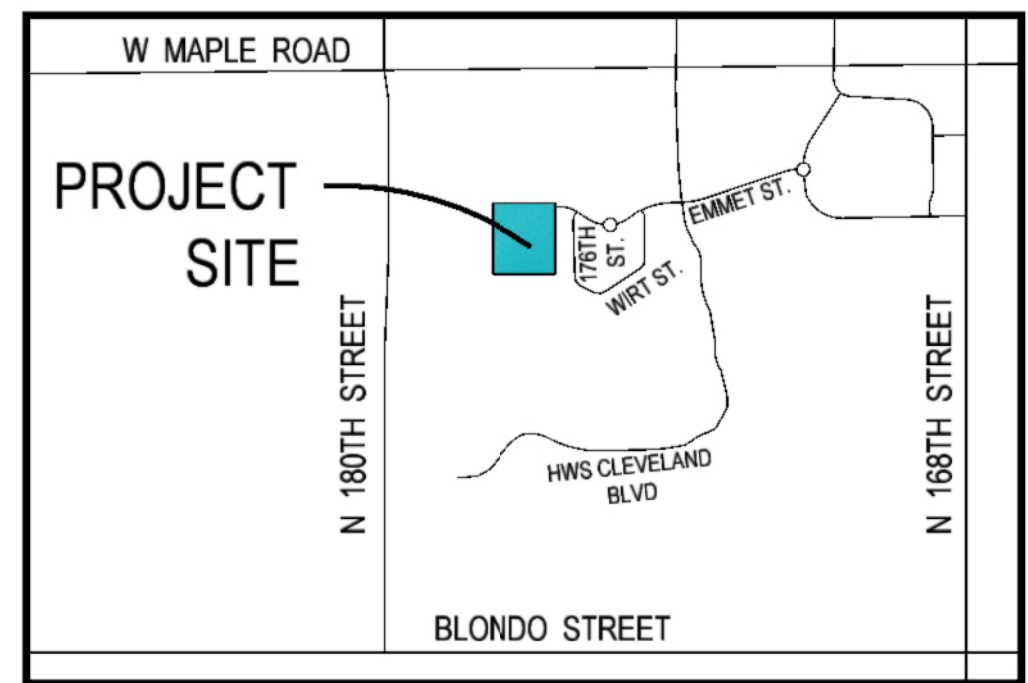 W MAPLE ROAD
PROJECT
SITE
EMMET ST.
176TH
ST.
WIRT ST.
N 180TH STREET
N 168TH STREET
HWS CLEVELAND
BLVD
BLONDO STREET